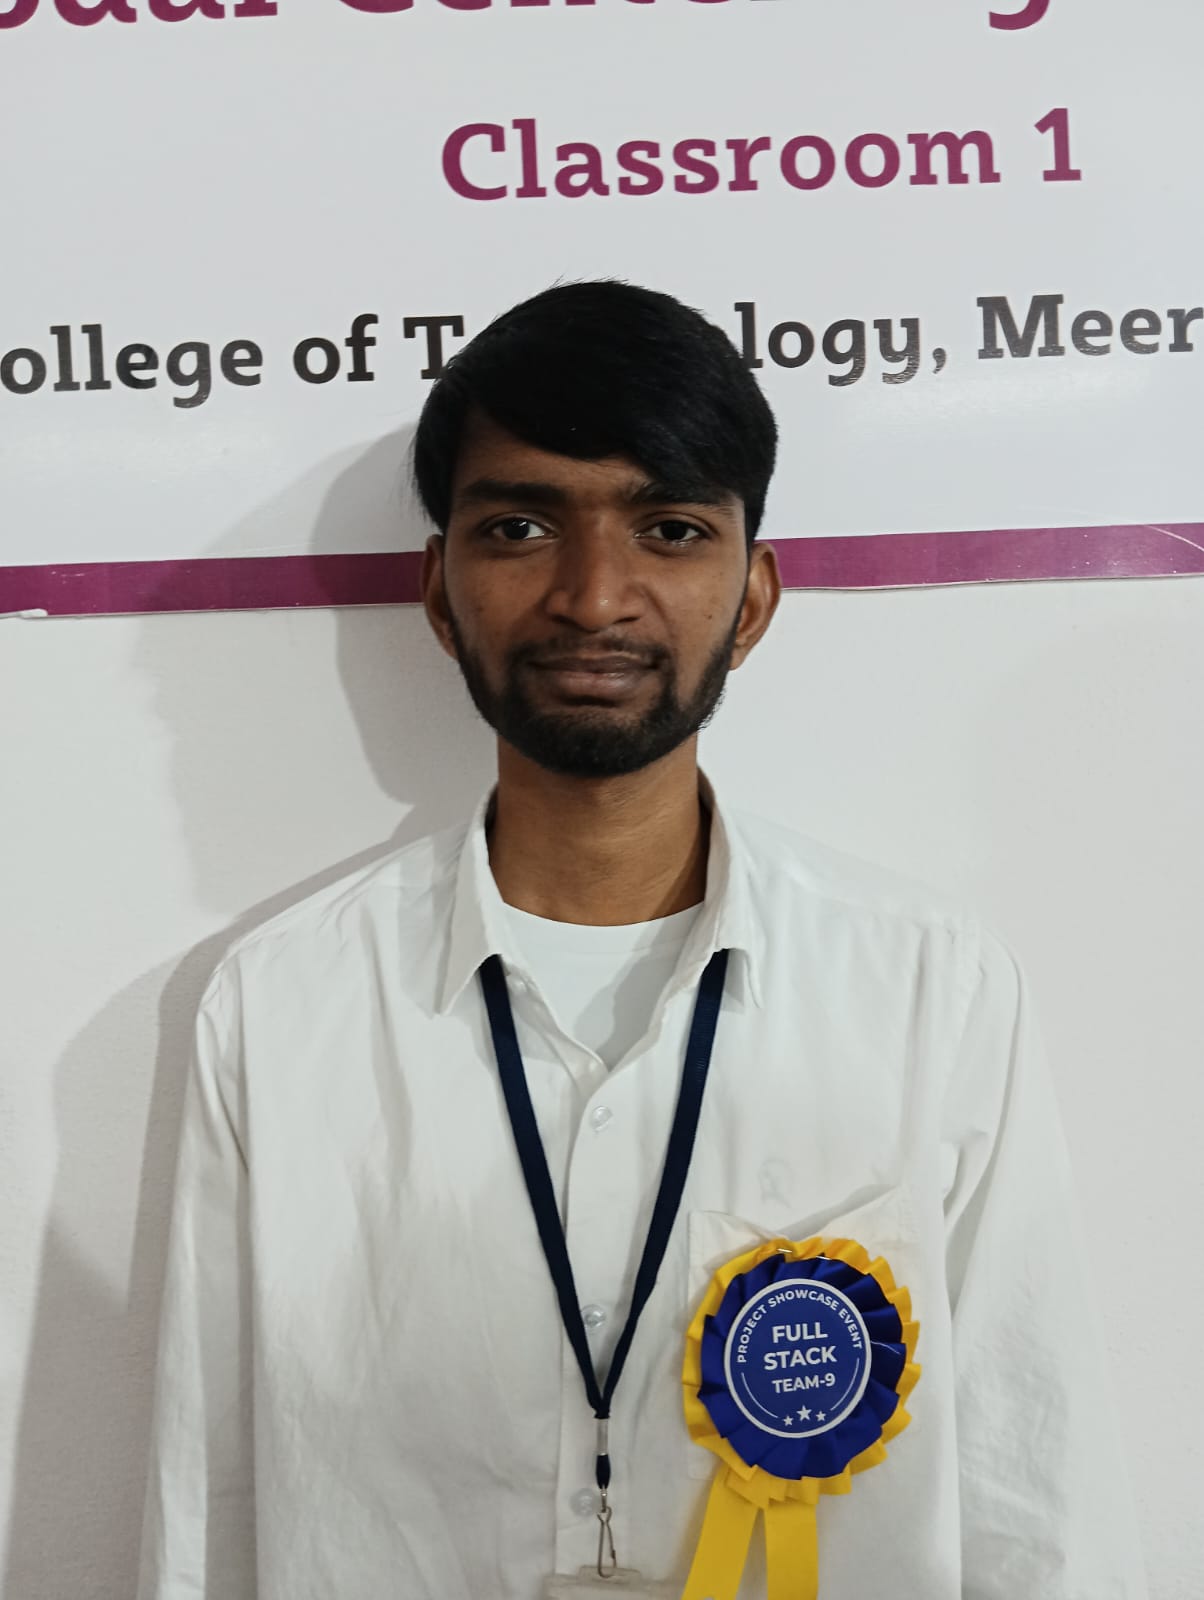 Classroom 1
ollege of T logy, Meer
PROJECT SHOWCASE EVENT
FULL
STACK
TEAM-9